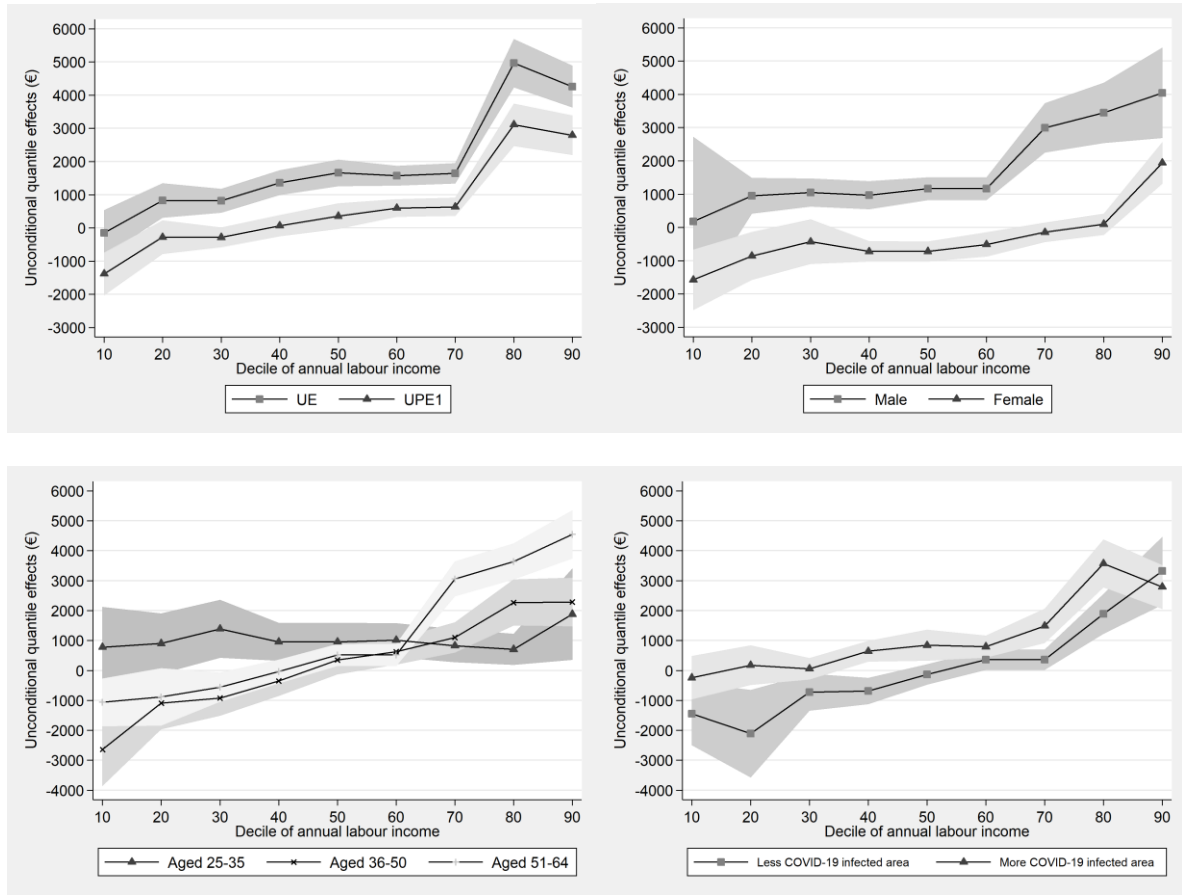 Unconditional quantile effects (€)
6000
5000
4000
3000
2000
1000
0
-1000
-2000
-3000
10 20 30 40 50 60 70 80 90
Decile of annual labour income
UE UPE1
Unconditional quantile effects (€)
6000
5000
4000
3000
2000
1000
0
-1000
-2000
-3000
10 20 30 40 50 60 70 80 90
Decile of annual labour income
Male Female
Unconditional quantile effects (€)
6000
5000
4000
3000
2000
1000
0
-1000
-2000
-3000
-4000
10 20 30 40 50 60 70 80 90
Decile of annual labour income
Aged 25-35 Aged 36-50 Aged 51-64
Unconditional quantile effects (€)
6000
5000
4000
3000
2000
1000
0
-1000
-2000
-3000
-4000
10 20 30 40 50 60 70 80 90
Decile of annual labour income
Less COVID-19 infected area More COVID-19 infected area